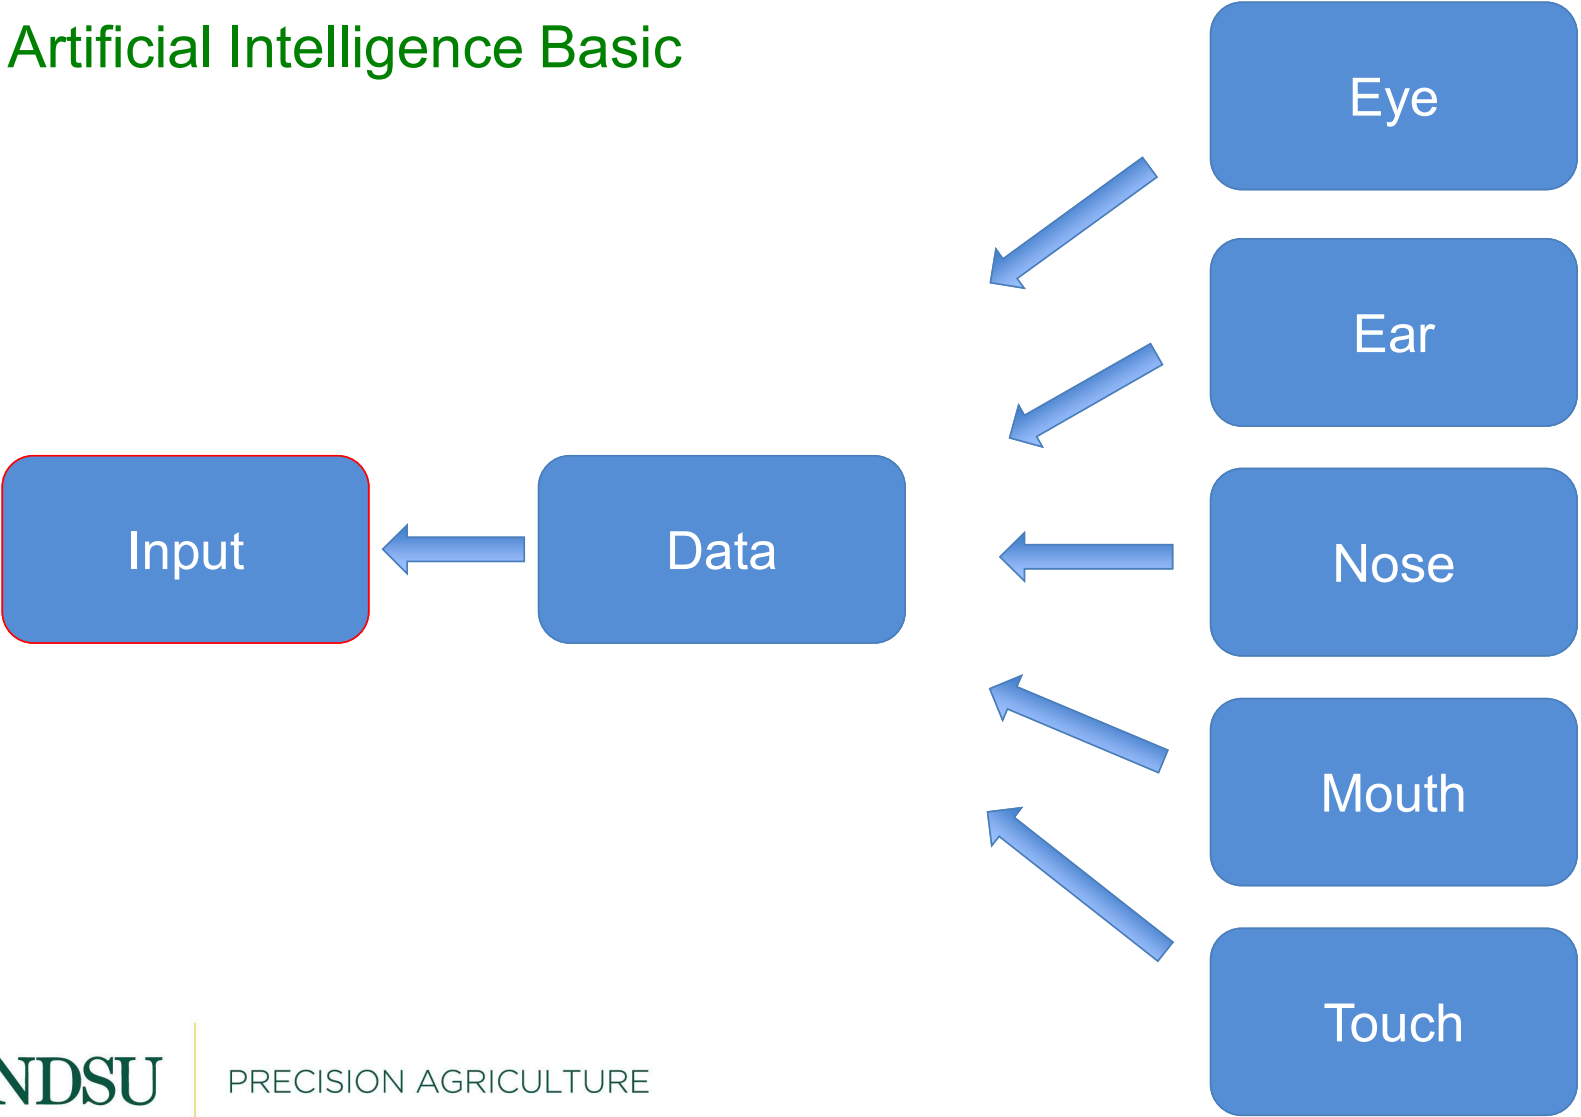 Artificial Intelligence Basic
Eye
Ear
Input
Data
Nose
Mouth
Touch
NDSU
PRECISION AGRICULTURE